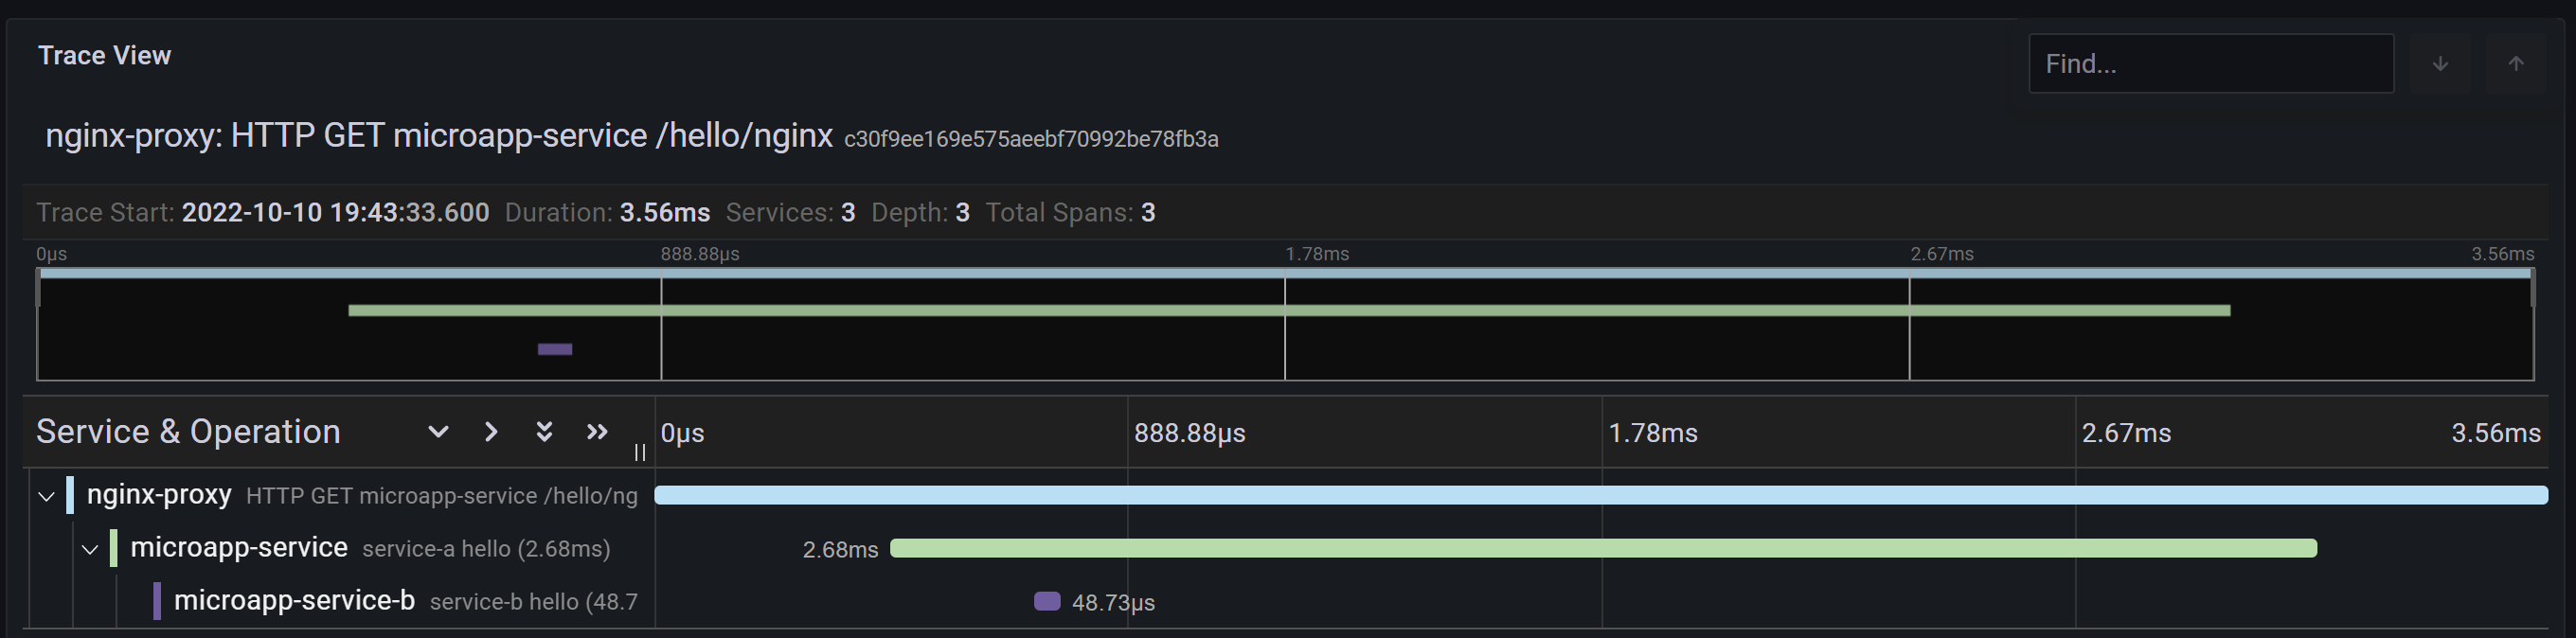 Trace View
Find...
nginx-proxy: HTTP GET microapp-service /hello/nginx c30f9ee169e575aeebf70992be78fb3a
Trace Start: 2022-10-10 19:43:33.600 Duration: 3.56ms Services: 3 Depth: 3 Total Spans: 3
0μs 888.88μs 1.78ms 2.67ms 3.56ms
Service & Operation 0μs 888.88μs 1.78ms 2.67ms 3.56ms
nginx-proxy HTTP GET microapp-service /hello/ng
microapp-service service-a hello (2.68ms) 2.68ms
microapp-service-b service-b hello (48.7 48.73μs